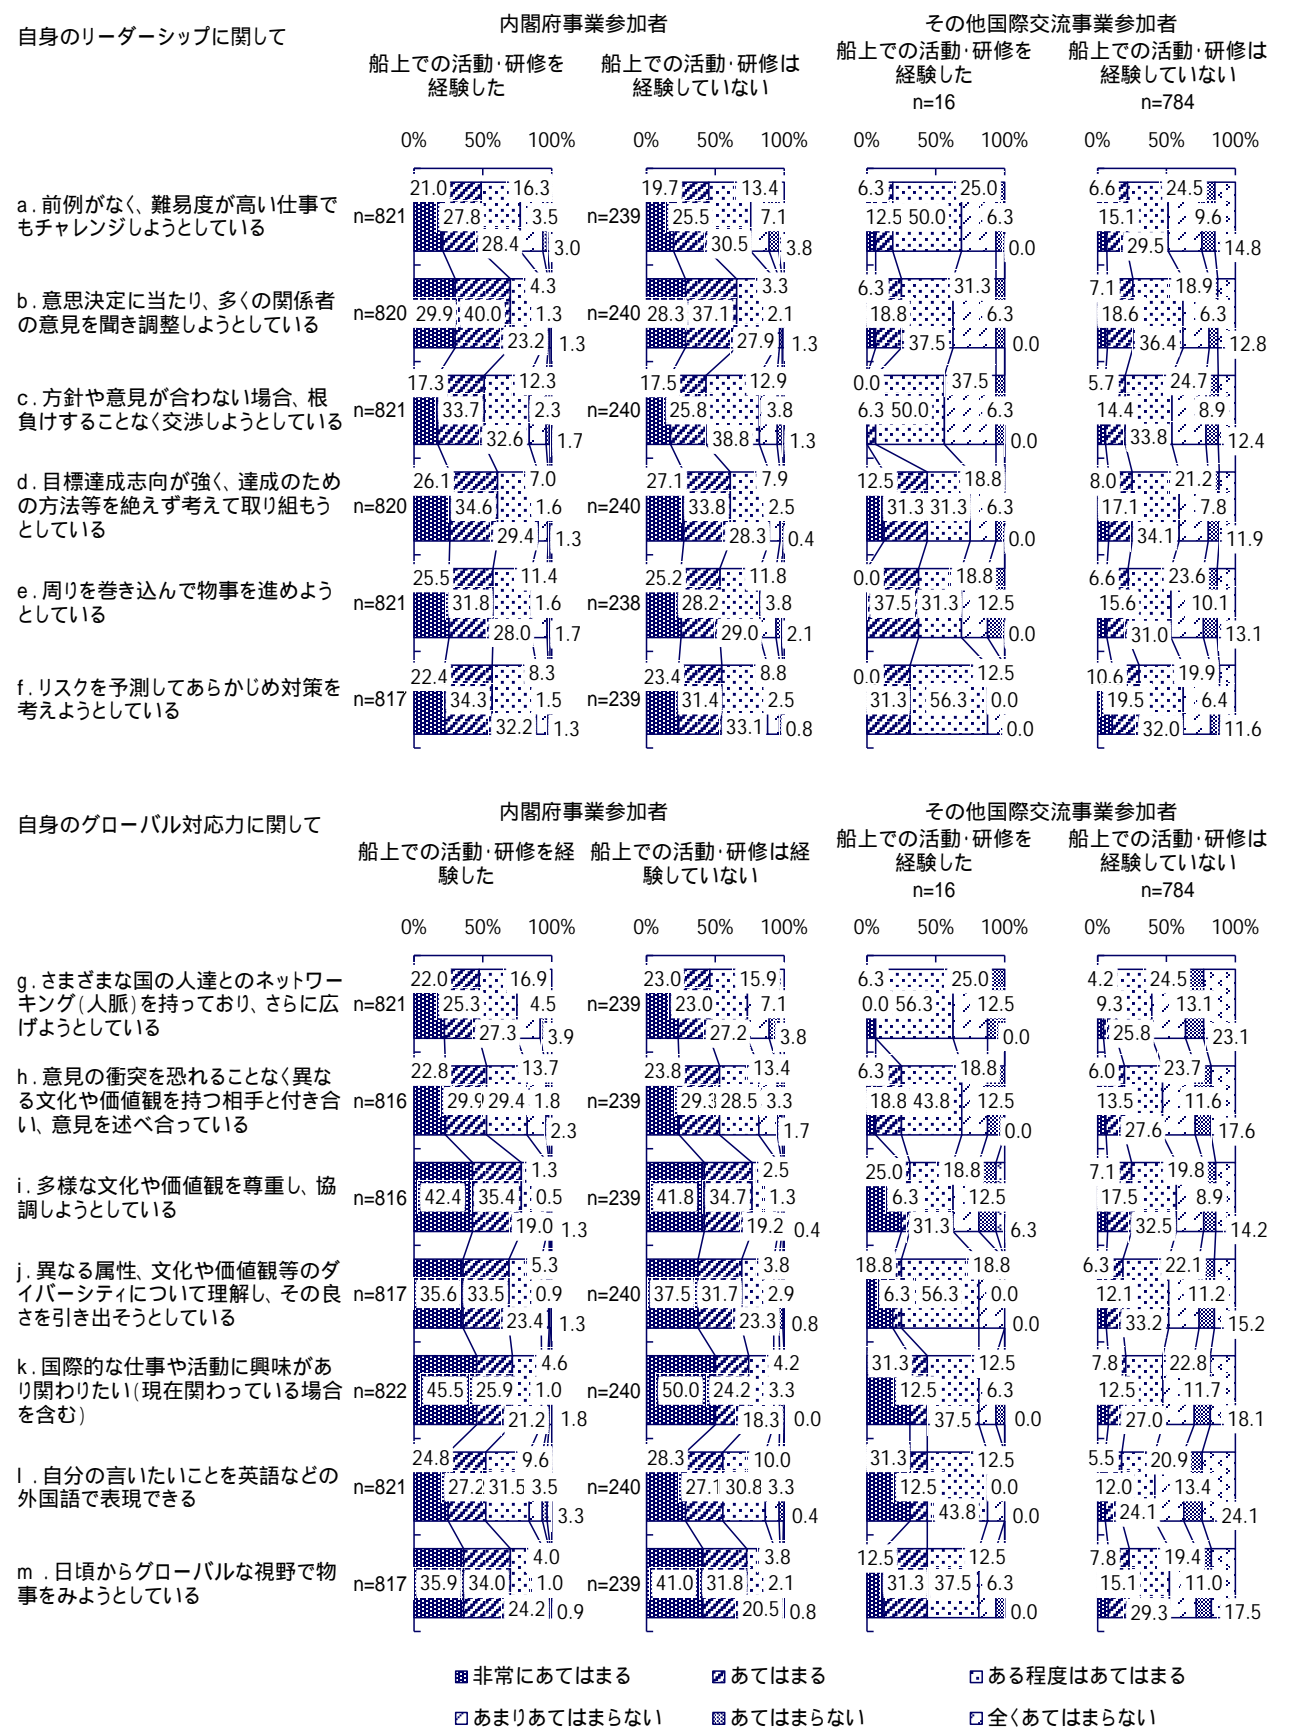 自身のリーダーシップに関して
内閣府事業参加者 その他国際交流事業参加者
船上での活動･研修を 船上での活動･研修は 船上での活動･研修を 船上での活動･研修は
経験した 経験していない 経験した 経験していない
n=16 n=784
0% 50% 100% 0% 50% 100% 0% 50% 100% 0% 50% 100%
21.0 16.3 19.7 13.4 6.3 25.0 6.6 24.5
a.前例がなく、難易度が高い仕事で
もチャレンジしようとしている
n=821 27.8 3.5 n=239 25.5 7.1 12.5 50.0 6.3 15.1 9.6
28.4 3.0 30.5 3.8 0.0 29.5 14.8
4.3 3.3 6.3 31.3 7.1 18.9
b.意思決定に当たり、多くの関係者
の意見を聞き調整しようとしている
n=820 29.9 40.0 1.3 n=240 28.3 37.1 2.1 18.8 6.3 18.6 6.3
23.2 1.3 27.9 1.3 37.5 0.0 36.4 12.8
17.3 12.3 17.5 12.9 0.0 37.5 5.7 24.7
c.方針や意見が合わない場合、根
負けすることなく交渉しようとしている
n=821 33.7 2.3 n=240 25.8 3.8 6.3 50.0 6.3 14.4 8.9
32.6 1.7 38.8 1.3 0.0 33.8 12.4
26.1 7.0 27.1 7.9 12.5 18.8 8.0 21.2
d.目標達成志向が強く、達成のため
の方法等を絶えず考えて取り組もう
としている
n=820 34.6 1.6 n=240 33.8 2.5 31.3 31.3 6.3 17.1 7.8
29.4 1.3 28.3 0.4 0.0 34.1 11.9
25.5 11.4 25.2 11.8 0.0 18.8 6.6 23.6
e.周りを巻き込んで物事を進めよう
としている
n=821 31.8 1.6 n=238 28.2 3.8 37.5 31.3 12.5 15.6 10.1
28.0 1.7 29.0 2.1 0.0 31.0 13.1
22.4 8.3 23.4 8.8 0.0 12.5 10.6 19.9
f.リスクを予測してあらかじめ対策を
考えようとしている
n=817 34.3 1.5 n=239 31.4 2.5 31.3 56.3 0.0 19.5 6.4
32.2 1.3 33.1 0.8 0.0 32.0 11.6
自身のグローバル対応力に関して
内閣府事業参加者 その他国際交流事業参加者
船上での活動･研修を経 船上での活動･研修は経 船上での活動･研修を 船上での活動･研修は
験した 験していない 経験した 経験していない
n=16 n=784
0% 50% 100% 0% 50% 100% 0% 50% 100% 0% 50% 100%
22.0 16.9 23.0 15.9 6.3 25.0 4.2 24.5
g.さまざまな国の人達とのネットワー
キング(人脈)を持っており、さらに広
げようとしている
n=821 25.3 4.5 n=239 23.0 7.1 0.0 56.3 12.5 9.3 13.1
27.3 3.9 27.2 3.8 0.0 25.8 23.1
22.8 13.7 23.8 13.4 6.3 18.8 6.0 23.7
h.意見の衝突を恐れることなく異な
る文化や価値観を持つ相手と付き合
い、意見を述べ合っている
n=816 29.9 29.4 1.8 n=239 29.3 28.5 3.3 18.8 43.8 12.5 13.5 11.6
2.3 1.7 0.0 27.6 17.6
1.3 2.5 25.0 18.8 7.1 19.8
i.多様な文化や価値観を尊重し、協
調しようとしている
n=816 42.4 35.4 0.5 n=239 41.8 34.7 1.3 6.3 12.5 17.5 8.9
19.0 1.3 19.2 0.4 31.3 6.3 32.5 14.2
5.3 3.8 18.8 18.8 6.3 22.1
j.異なる属性、文化や価値観等のダ
イバーシティについて理解し、その良
さを引き出そうとしている
n=817 35.6 33.5 0.9 n=240 37.5 31.7 2.9 6.3 56.3 0.0 12.1 11.2
23.4 1.3 23.3 0.8 0.0 33.2 15.2
4.6 4.2 31.3 12.5 7.8 22.8
k.国際的な仕事や活動に興味があ
り関わりたい(現在関わっている場合
を含む)
n=822 45.5 25.9 1.0 n=240 50.0 24.2 3.3 12.5 6.3 12.5 11.7
21.2 1.8 18.3 0.0 37.5 0.0 27.0 18.1
24.8 9.6 28.3 10.0 31.3 12.5 5.5 20.9
l.自分の言いたいことを英語などの
外国語で表現できる
n=821 27.2 31.5 3.5 n=240 27.1 30.8 3.3 12.5 0.0 12.0 13.4
3.3 0.4 43.8 0.0 24.1 24.1
4.0 3.8 12.5 12.5 7.8 19.4
m.日頃からグローバルな視野で物
事をみようとしている
n=817 35.9 34.0 1.0 n=239 41.0 31.8 2.1 31.3 37.5 6.3 15.1 11.0
24.2 0.9 20.5 0.8 0.0 29.3 17.5
非常にあてはまる あてはまる ある程度はあてはまる
あまりあてはまらない あてはまらない 全くあてはまらない